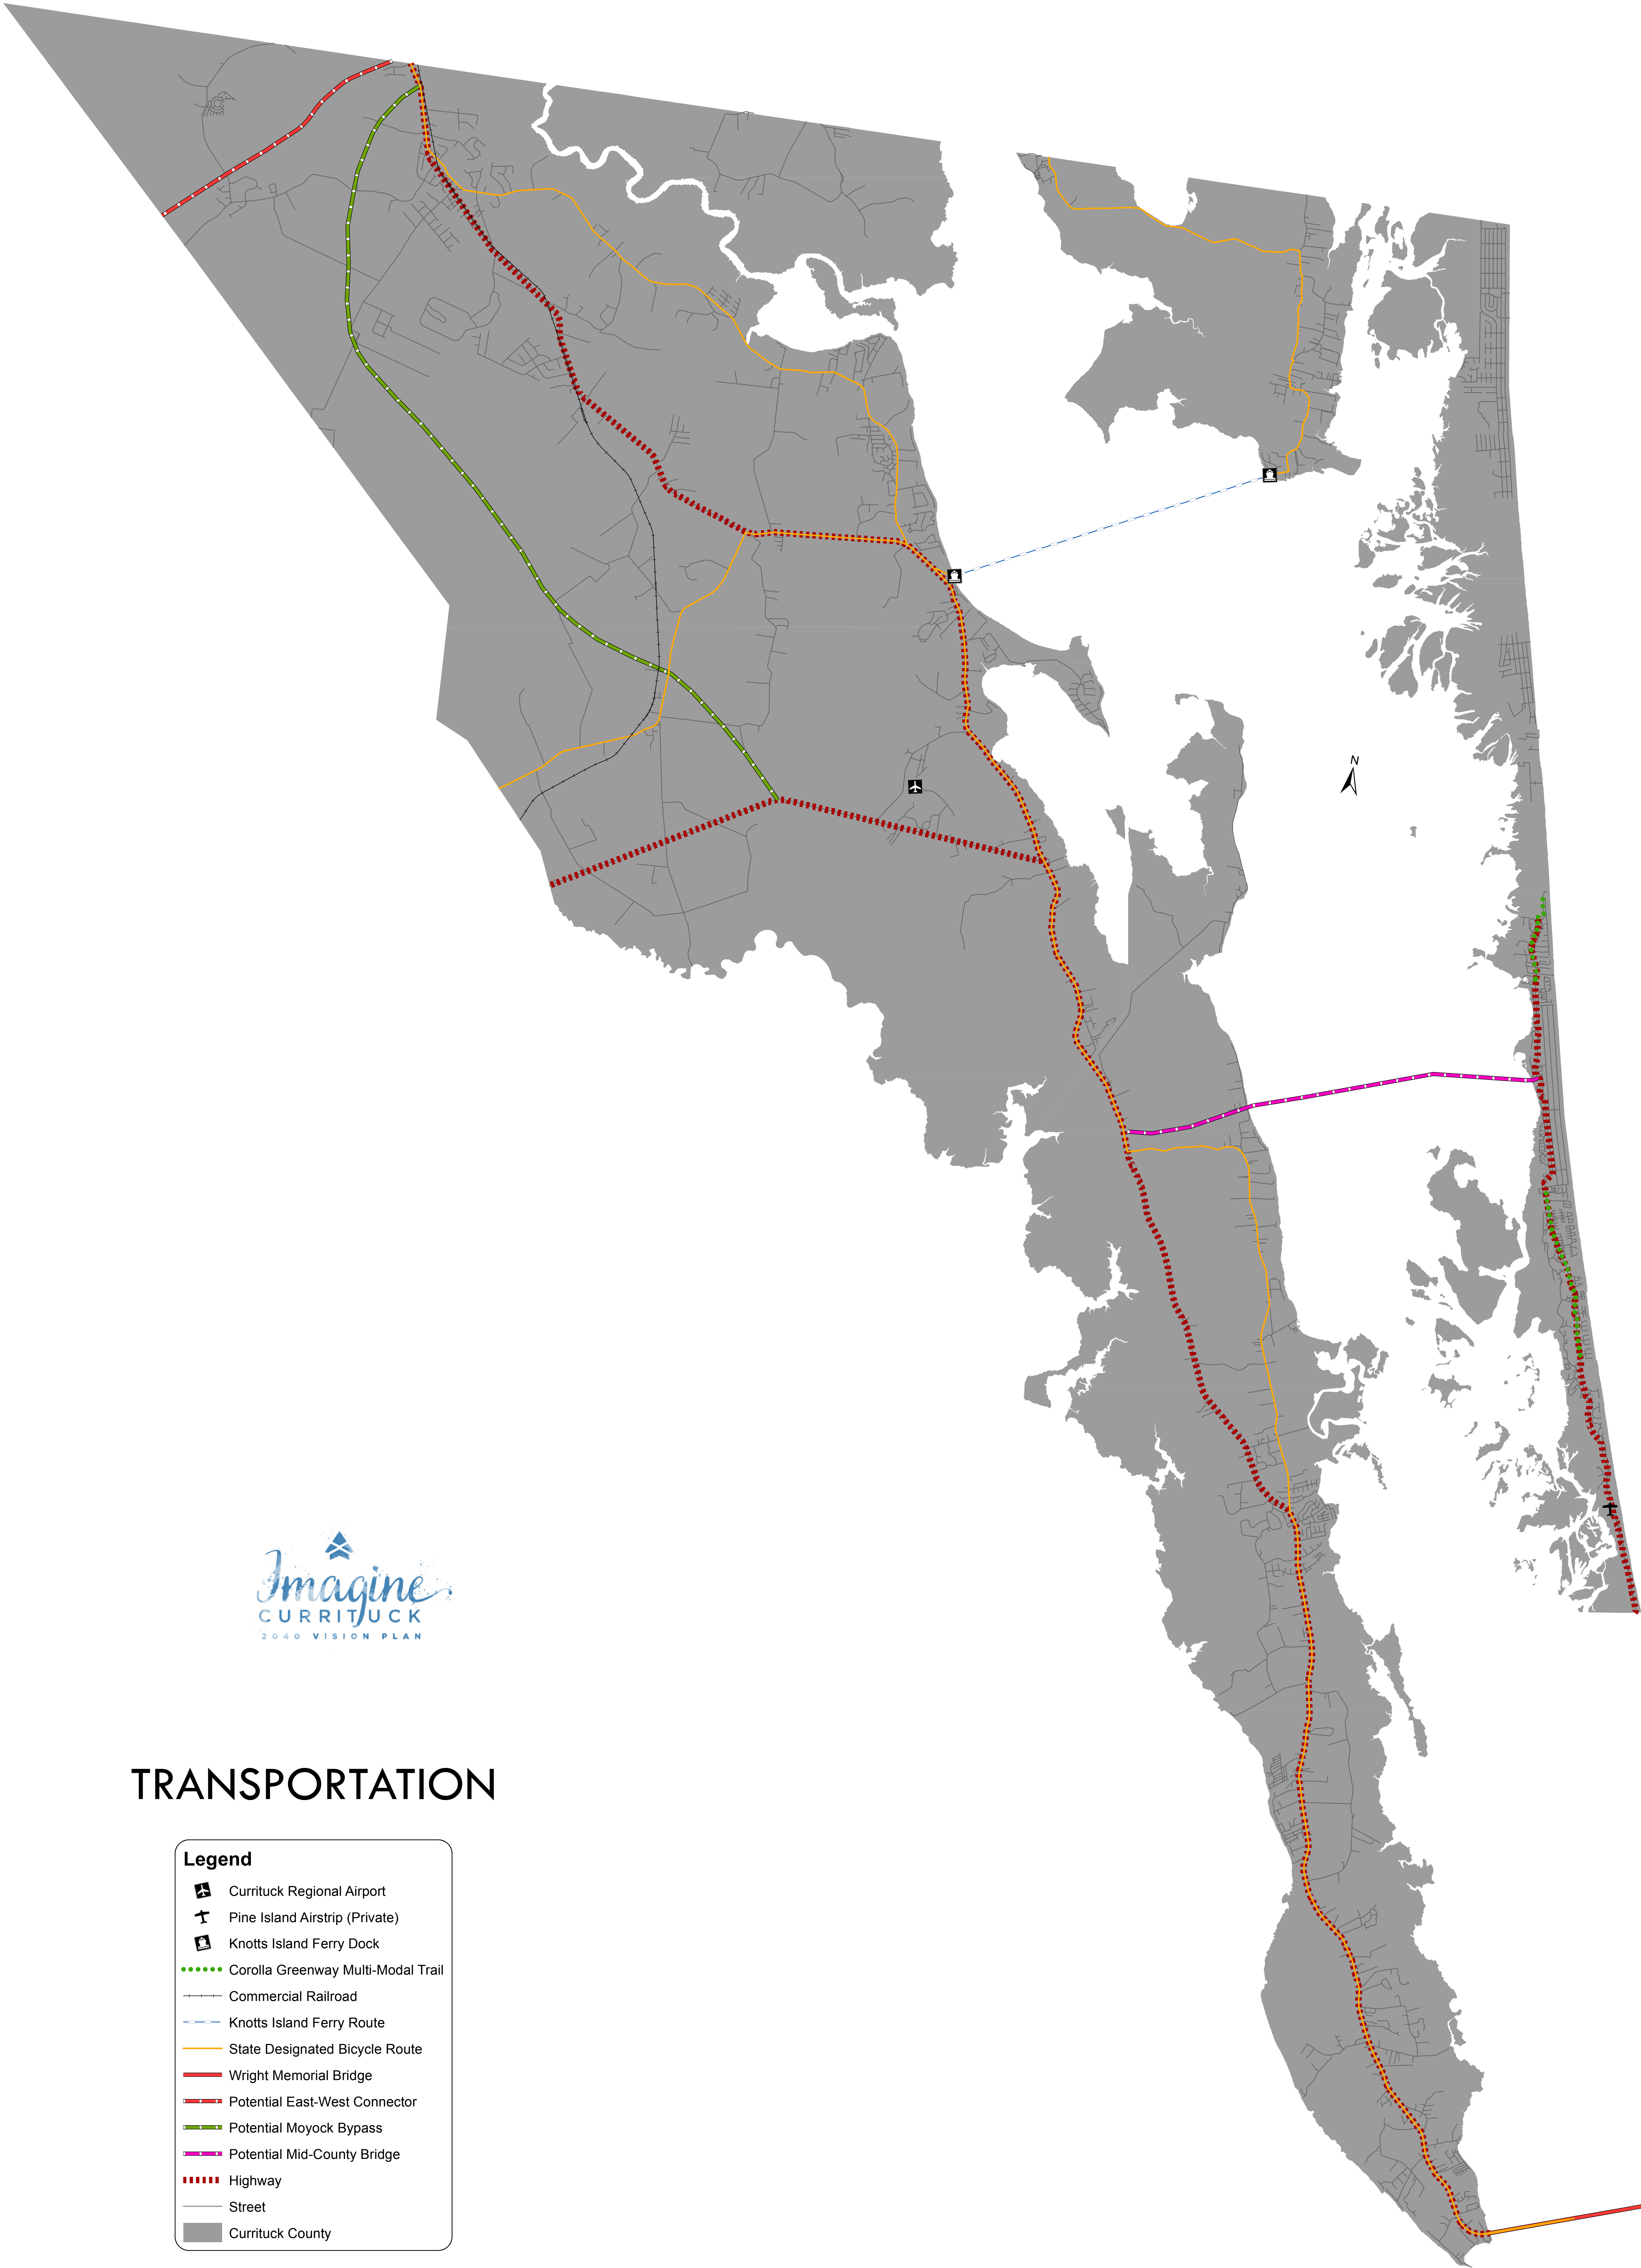 N
Imagine
CURRITUCK
2040 VISION PLAN
TRANSPORTATION
Legend
Currituck Regional Airport
Pine Island Airstrip (Private)
Knotts Island Ferry Dock
Corolla Greenway Multi-Modal Trail
Commercial Railroad
Knotts Island Ferry Route
State Designated Bicycle Route
Wright Memorial Bridge
Potential East-West Connector
Potential Moyock Bypass
Potential Mid-County Bridge
Highway
Street
Currituck County